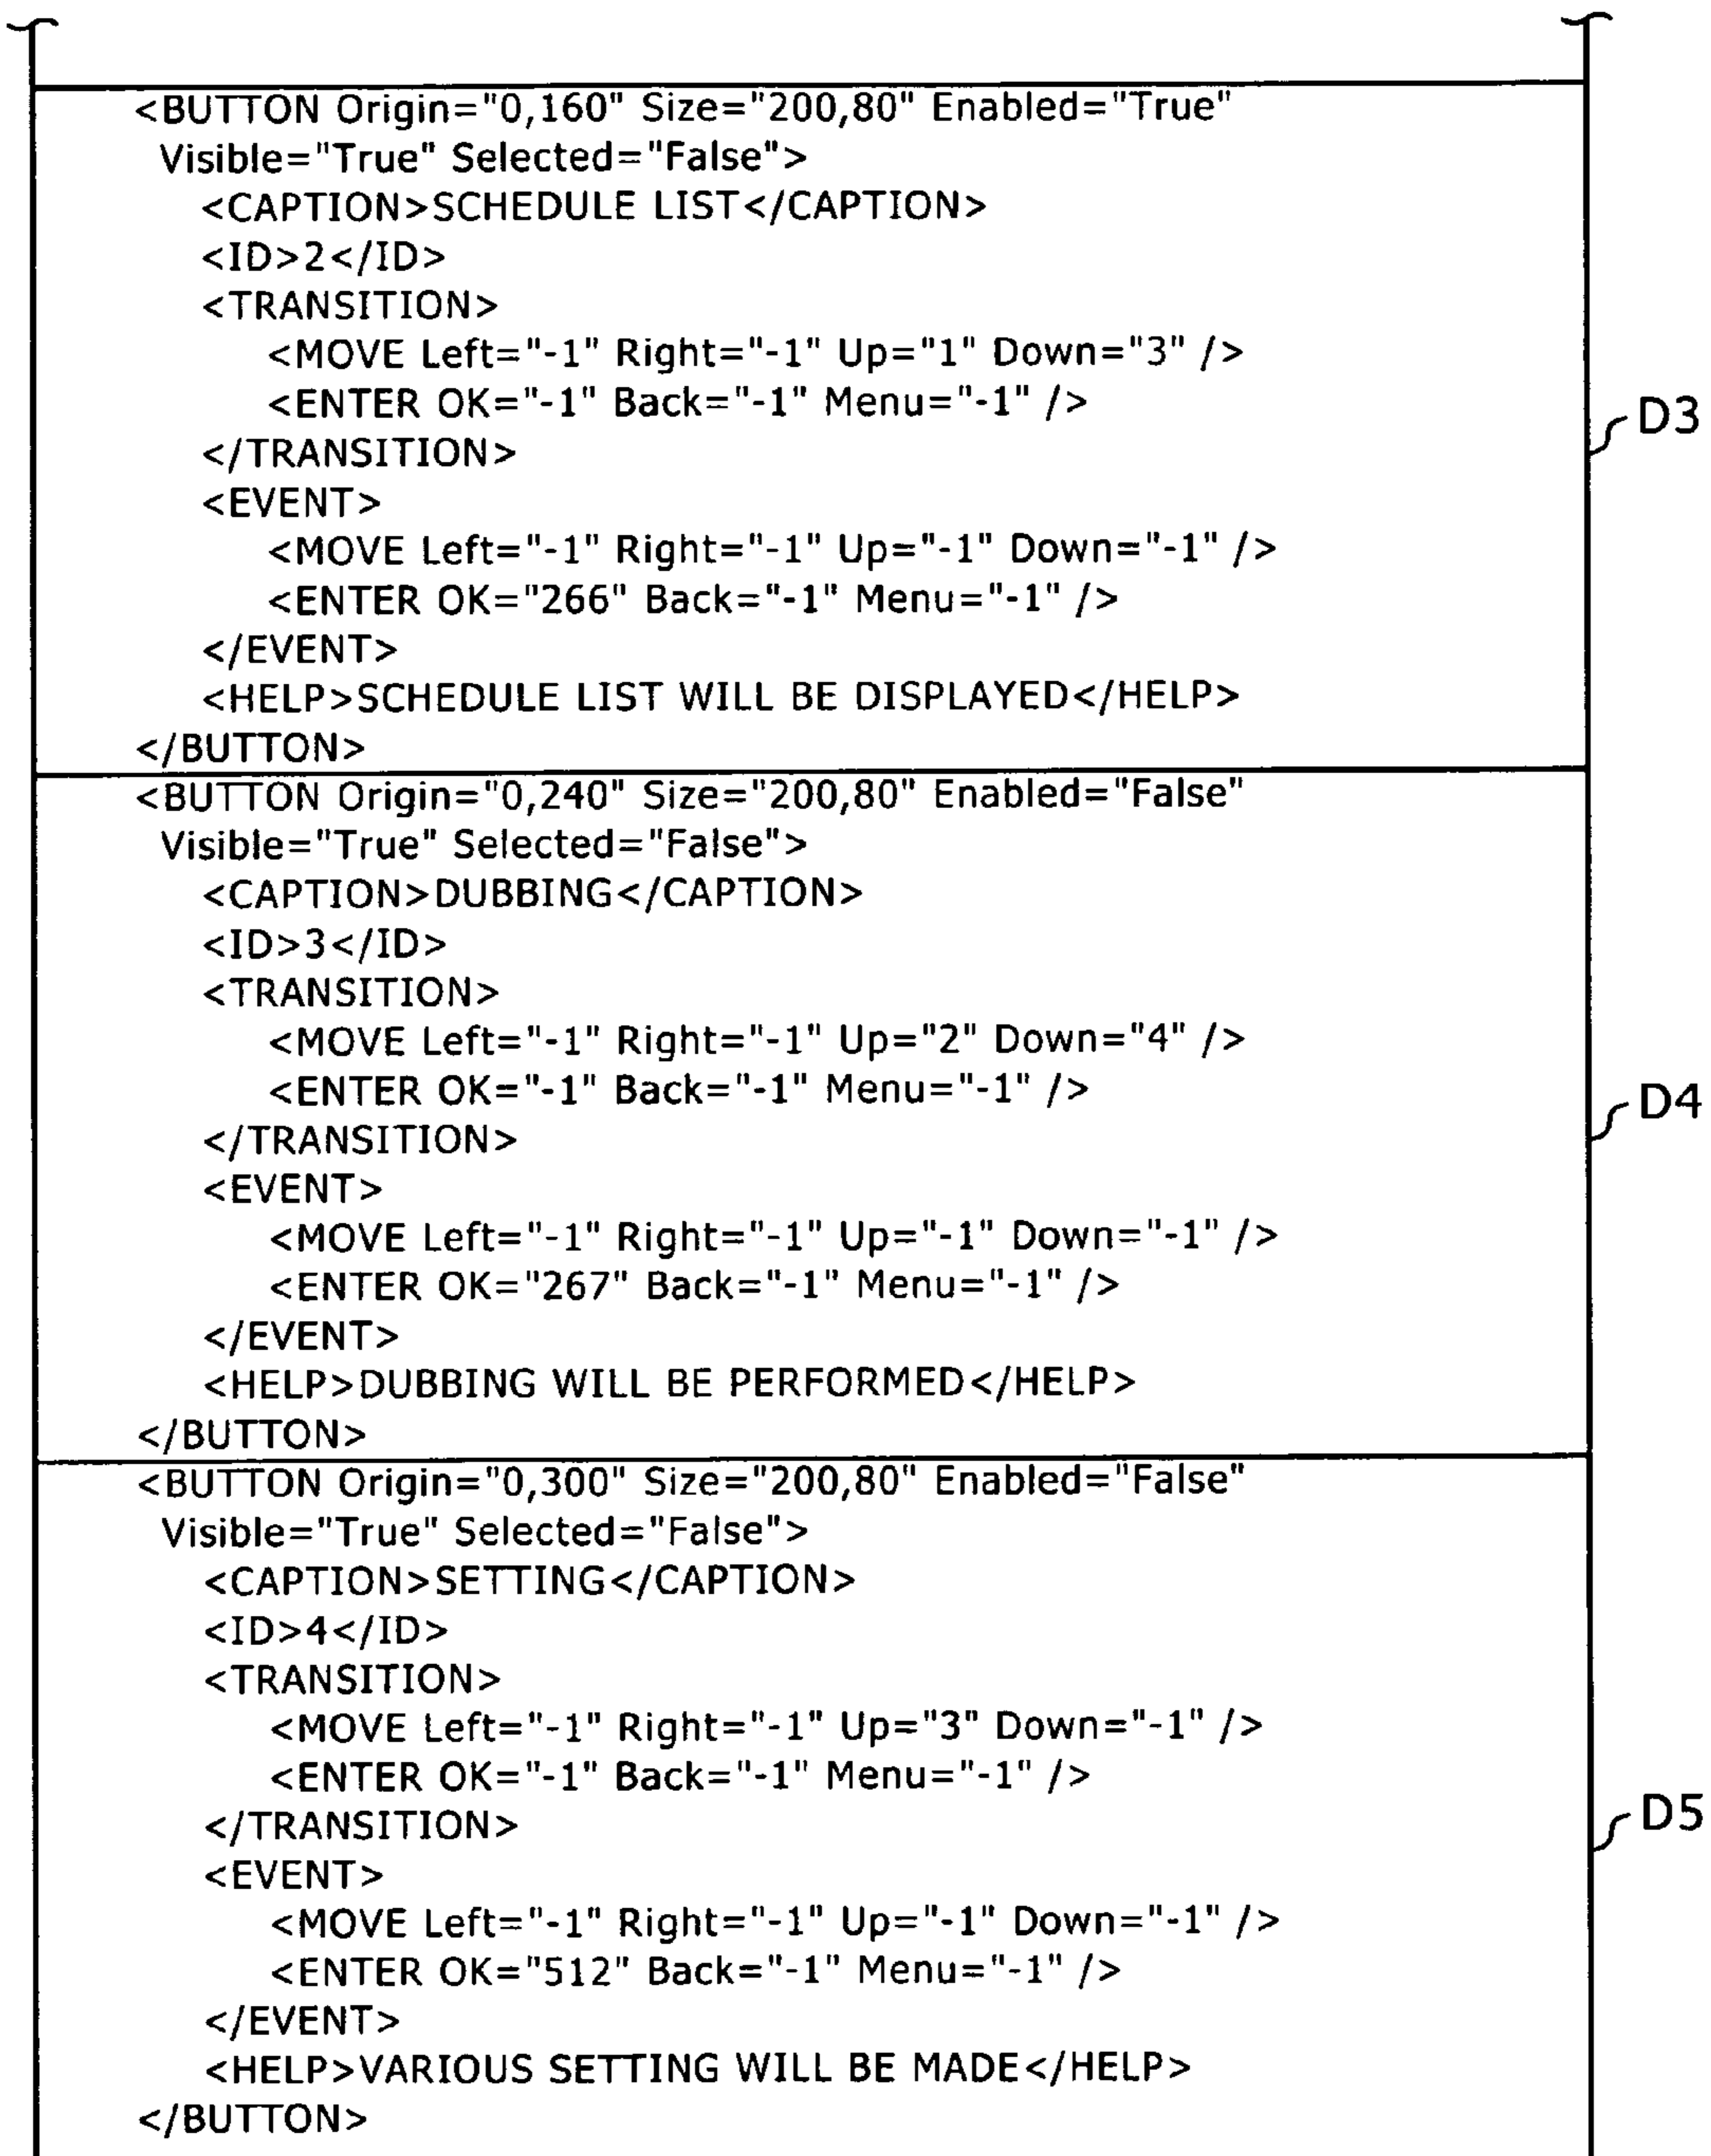 <BUTTON Origin="0,160" Size="200,80" Enabled="True"
Visible="True" Selected="False">
<CAPTION>SCHEDULE LIST</CAPTION>
<ID>2</ID>
<TRANSITION>
<MOVE Left="-1" Right="-1" Up="1" Down="3" />
<ENTER OK="-1" Back="-1" Menu="-1" />
D3
</TRANSITION>
<EVENT>
<MOVE Left="-1" Right="-1" Up="-1" Down="-1" />
<ENTER OK="266" Back="-1" Menu="-1" />
</EVENT>
<HELP>SCHEDULE LIST WILL BE DISPLAYED</HELP>
</BUTTON>
<BUTTON Origin="0,240" Size="200,80" Enabled="False"
Visible="True" Selected="False">
<CAPTION>DUBBING</CAPTION>
<ID>3</ID>
<TRANSITION>
<MOVE Left="-1" Right="-1" Up="2" Down="4" />
<ENTER OK="-1" Back="-1" Menu="-1" />
D4
</TRANSITION>
<EVENT>
<MOVE Left="-1" Right="-1" Up="-1" Down="-1" />
<ENTER OK="267" Back="-1" Menu="-1" />
</EVENT>
<HELP>DUBBING WILL BE PERFORMED</HELP>
</BUTTON>
<BUTTON Origin="0,300" Size="200,80" Enabled="False"
Visible="True" Selected="False">
<CAPTION>SETTING</CAPTION>
<ID>4</ID>
<TRANSITION>
<MOVE Left="-1" Right="-1" Up="3" Down="-1" />
<ENTER OK="-1" Back="-1" Menu="-1" />
</TRANSITION>
D5
<EVENT>
<MOVE Left="-1" Right="-1" Up="-1" Down="-1" />
<ENTER OK="512" Back="-1" Menu="-1" />
</EVENT>
<HELP>VARIOUS SETTING WILL BE MADE</HELP>
</BUTTON>